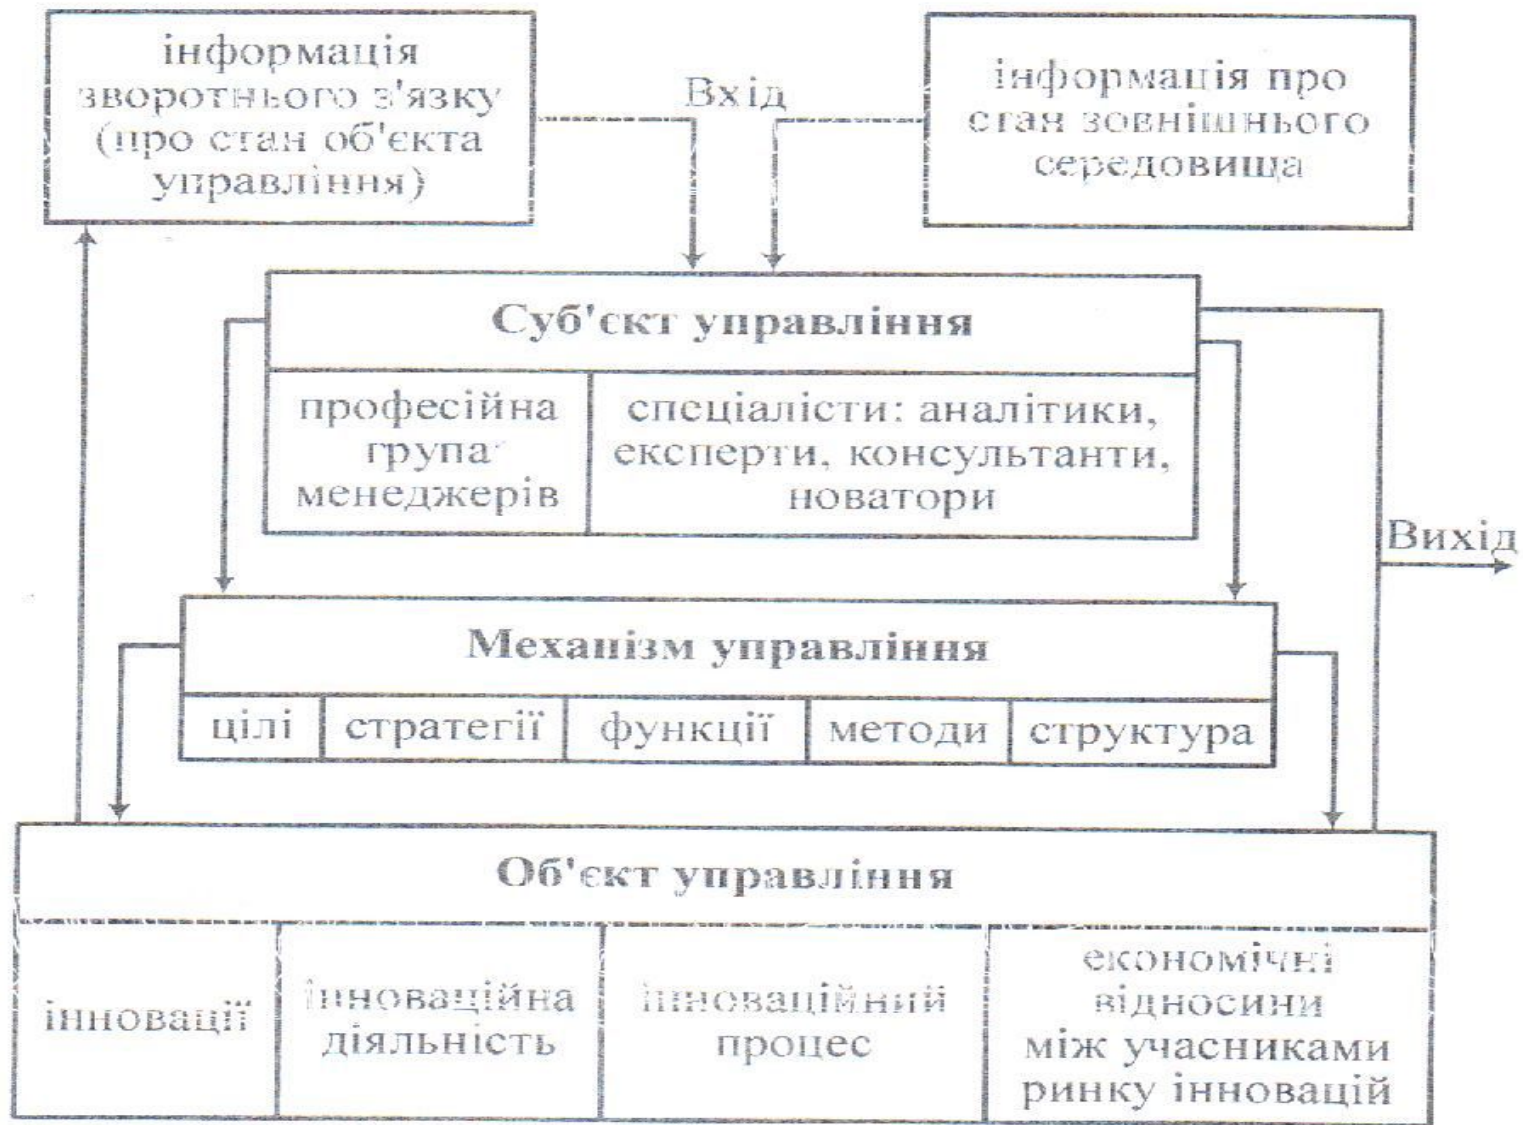 інформація
зворотнього з'язку
(про стан об'єкта
управління)
Вхід
інформація про
стан зовнішнього
середовища
Суб'єкт управління
професійна
група
менеджерів
спеціалісти: аналітики,
експерти, консультанти,
новатори
Вихід
Механізм управління
цілі
стратегії
функції
методи
структура
Об'єкт управління
інновації
інноваційна
діяльність
інноваційний
процес
економічні
відносини
між учасниками
ринку інновацій